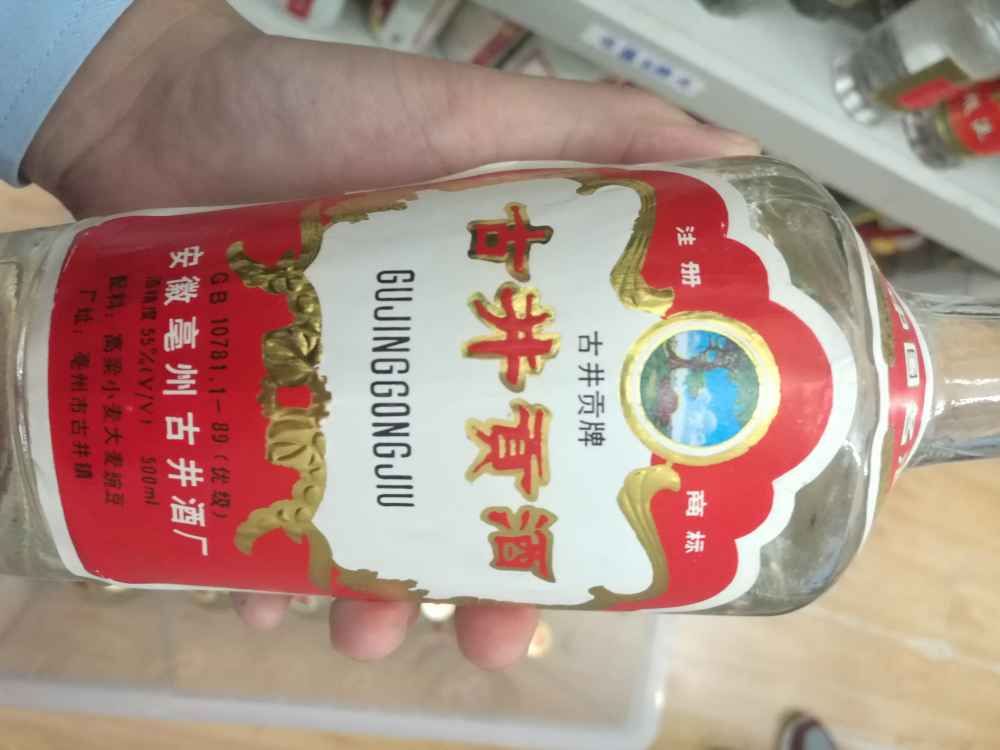 注册 商标
古井贡牌
古井贡酒
GUJINGGONGJIU
GB 10781.1-89(优级)
安徽亳州古井酒厂
酒精度 55%(V/V) 500ml
配料：高粱小麦大麦豌豆
厂址：亳州市古井镇